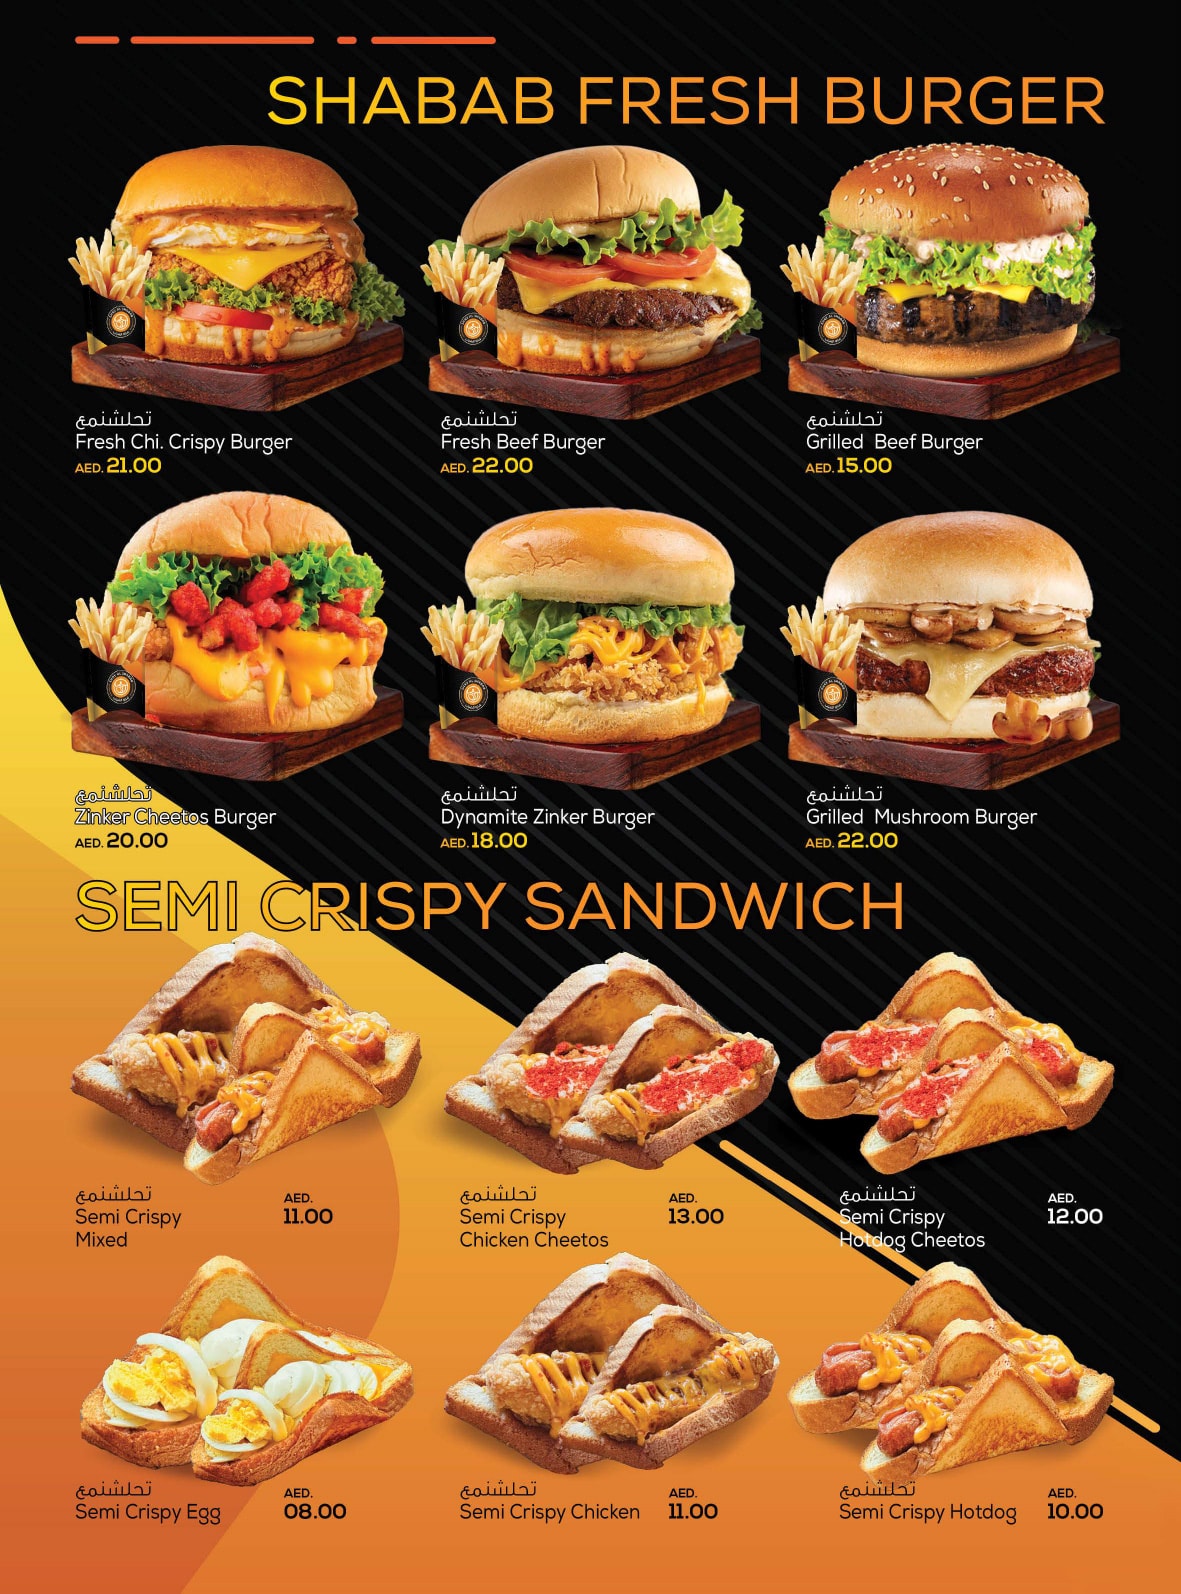 SHABAB FRESH BURGER
تحلشنمع
Fresh Chi. Crispy Burger
AED. 21.00
تحلشنمع
Fresh Beef Burger
AED. 22.00
تحلشنمع
Grilled Beef Burger
AED. 15.00
تحلشنمع
Zinker Cheetos Burger
AED. 20.00
تحلشنمع
Dynamite Zinker Burger
AED. 18.00
تحلشنمع
Grilled Mushroom Burger
AED. 22.00
SEMI CRISPY SANDWICH
تحلشنمع
Semi Crispy
Mixed
AED.
11.00
تحلشنمع
Semi Crispy
Chicken Cheetos
AED.
13.00
تحلشنمع
Semi Crispy
Hotdog Cheetos
AED.
12.00
تحلشنمع
Semi Crispy Egg
AED.
08.00
تحلشنمع
Semi Crispy Chicken
AED.
11.00
تحلشنمع
Semi Crispy Hotdog
AED.
10.00